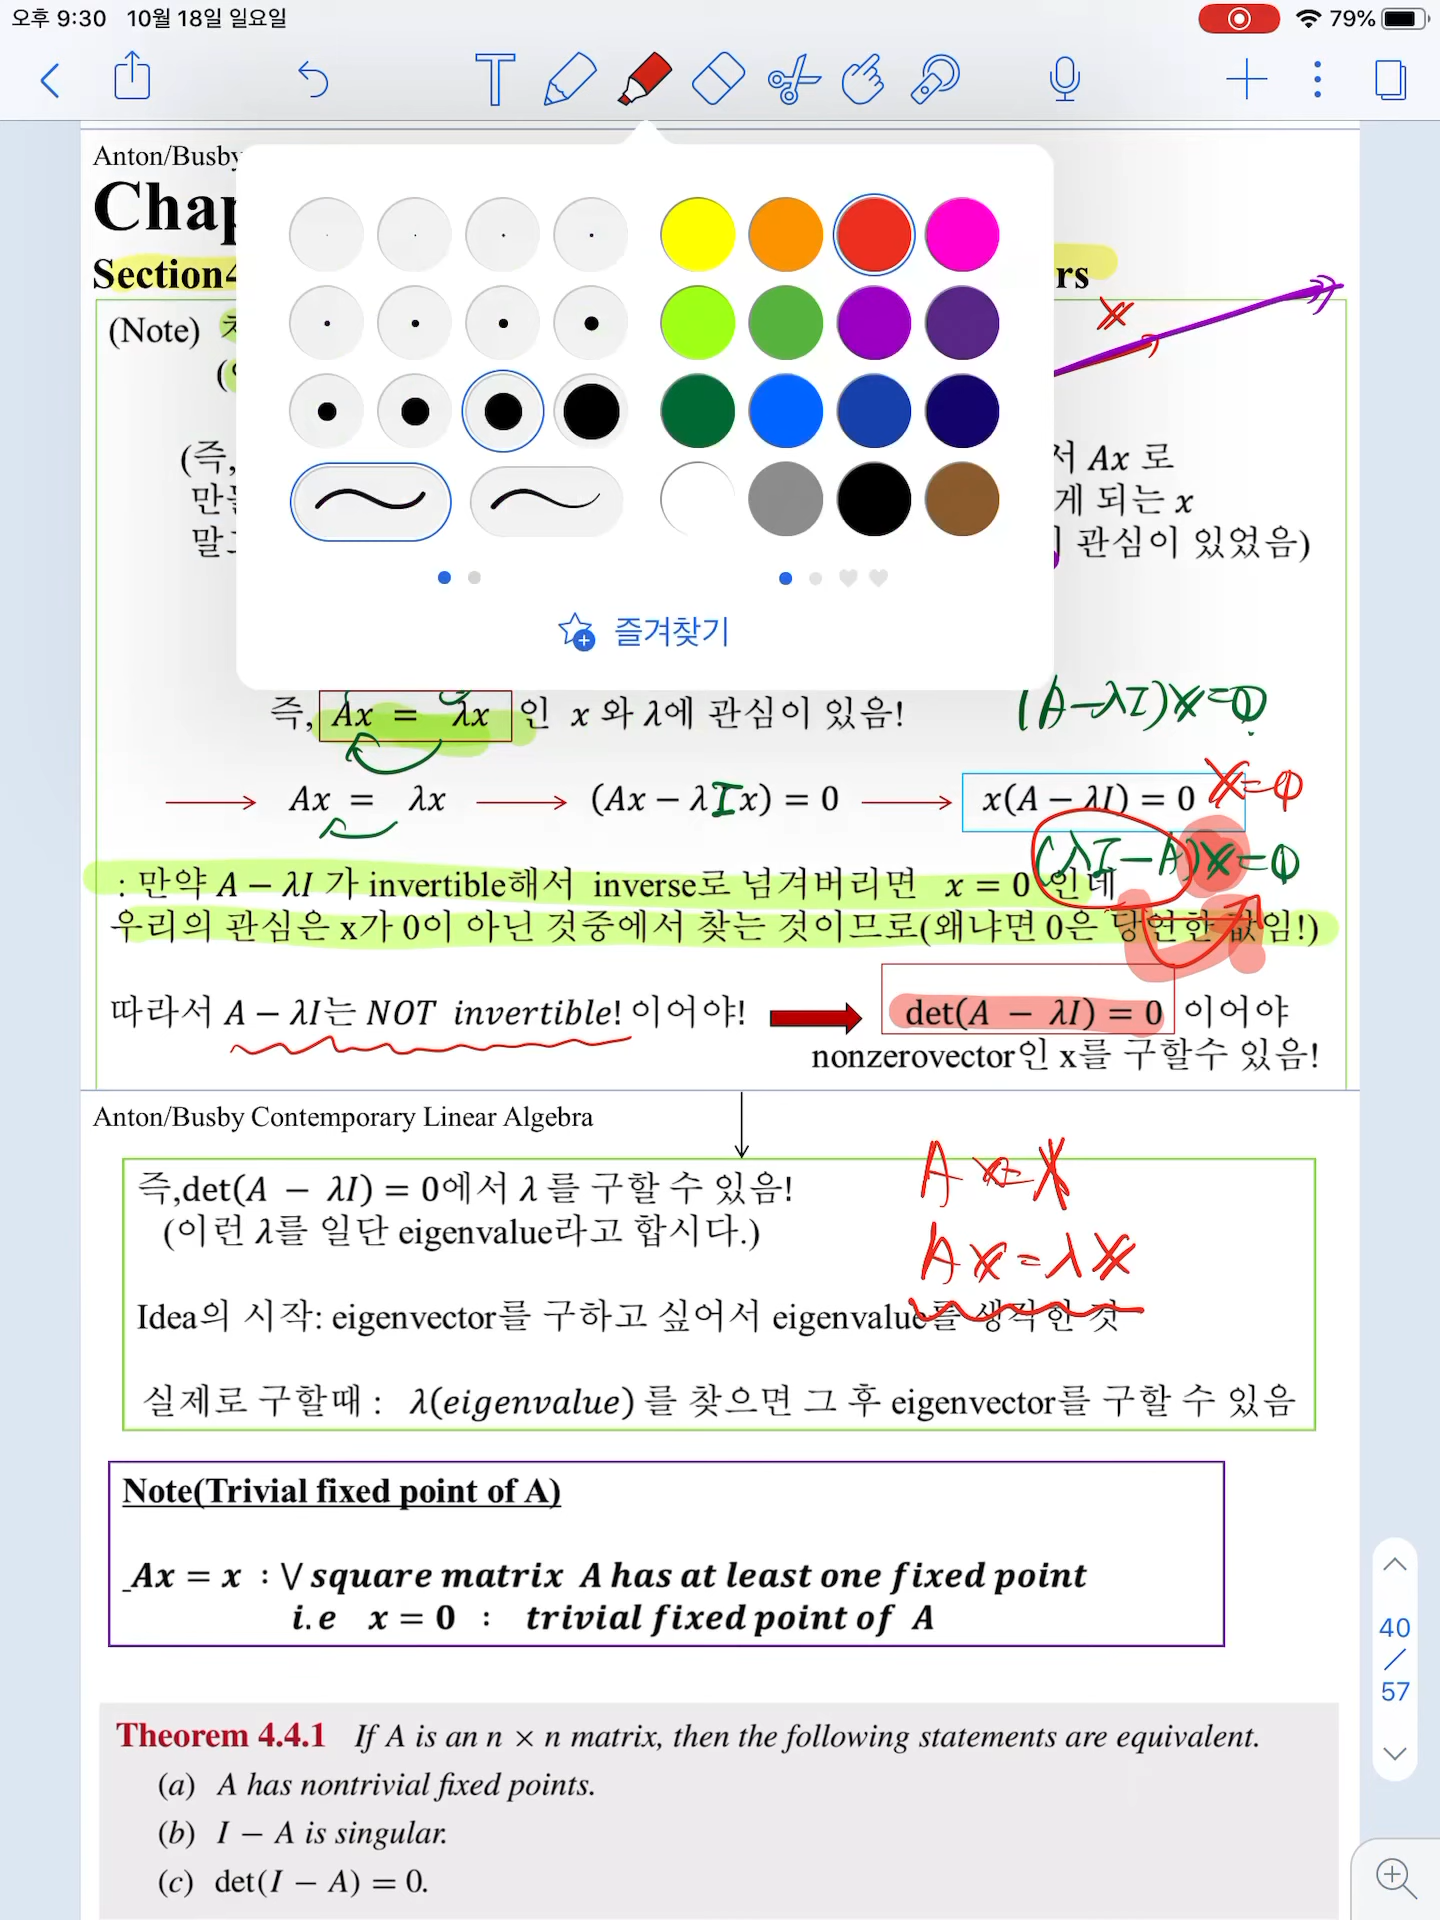 오후 9:30 10월 18일 일요일 79%
Anton/Busby
Chap
Section4 rs
(Note)
(즉, 서 Ax 로
만들 게 되는 x
말고 관심이 있었음)
즐겨찾기
즉, Ax = λx 인 x 와 λ에 관심이 있음!
(A-λI)x=0
Ax = λx (Ax − λIx) = 0 x(A − λI) = 0 x=0
(λI-A)x=0
: 만약 A − λI 가 invertible해서 inverse로 넘겨버리면 x = 0 인데
우리의 관심은 x가 0이 아닌 것중에서 찾는 것이므로(왜냐면 0은 당연한 값임!)
따라서 A − λI는 NOT invertible! 이어야! det(A − λI) = 0 이어야
nonzerovector인 x를 구할수 있음!
Anton/Busby Contemporary Linear Algebra
Ax=x
즉,det(A − λI) = 0에서 λ 를 구할 수 있음!
(이런 λ를 일단 eigenvalue라고 합시다.)
Ax=λx
Idea의 시작: eigenvector를 구하고 싶어서 eigenvalue를 생각한 것
실제로 구할때 : λ(eigenvalue) 를 찾으면 그 후 eigenvector를 구할 수 있음
Note(Trivial fixed point of A)
_Ax = x : ∀ square matrix A has at least one fixed point
i.e x = 0 : trivial fixed point of A
40
/
57
Theorem 4.4.1 If A is an n × n matrix, then the following statements are equivalent.
(a) A has nontrivial fixed points.
(b) I − A is singular.
(c) det(I − A) = 0.